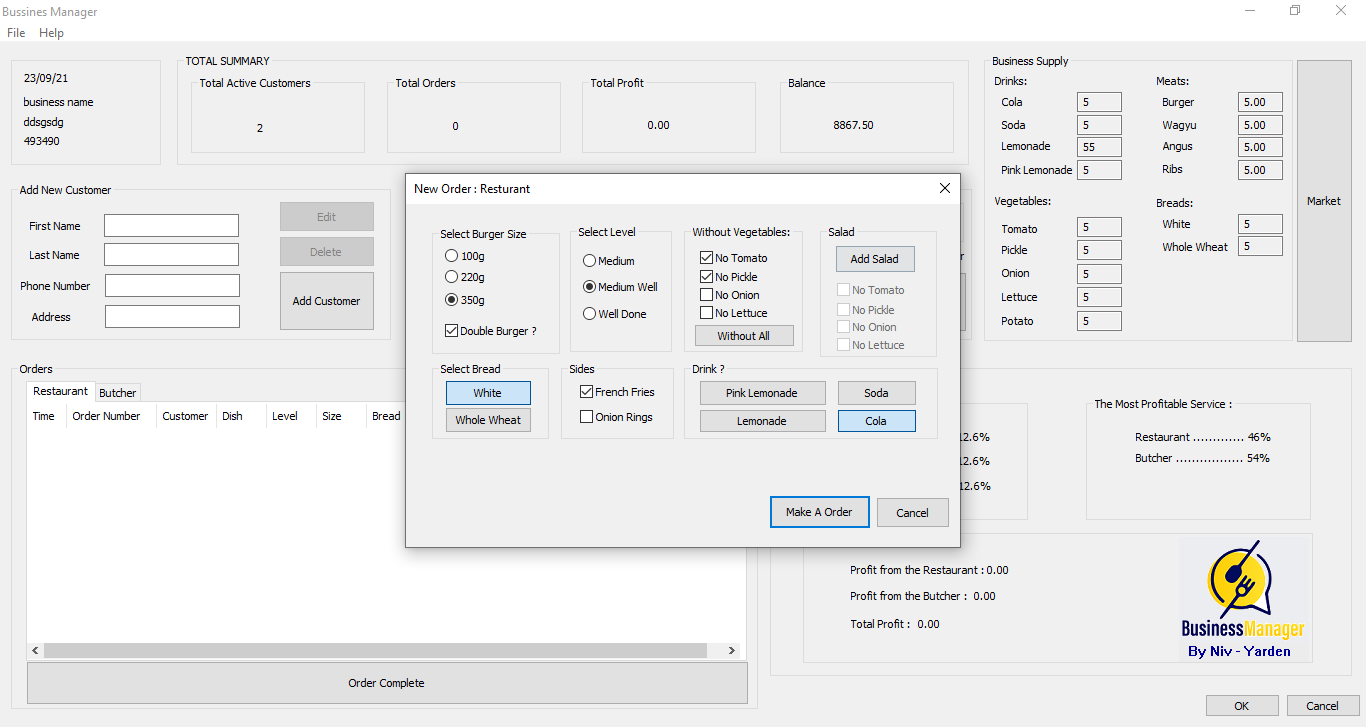 Bussines Manager
File Help
23/09/21
business name
ddsgsdg
493490
TOTAL SUMMARY
Total Active Customers
2
Total Orders
0
Total Profit
0.00
Balance
8867.50
Business Supply
Drinks:
Cola 5
Soda 5
Lemonade 55
Pink Lemonade 5
Meats:
Burger 5.00
Wagyu 5.00
Angus 5.00
Ribs 5.00
Vegetables:
Tomato 5
Pickle 5
Onion 5
Lettuce 5
Potato 5
Breads:
White 5
Whole Wheat 5
Market
Add New Customer
First Name
Last Name
Phone Number
Address
Edit
Delete
Add Customer
New Order : Resturant
Select Burger Size
100g
220g
350g
Double Burger ?
Select Level
Medium
Medium Well
Well Done
Without Vegetables:
No Tomato
No Pickle
No Onion
No Lettuce
Without All
Salad
Add Salad
No Tomato
No Pickle
No Onion
No Lettuce
Select Bread
White
Whole Wheat
Sides
French Fries
Onion Rings
Drink ?
Pink Lemonade Soda
Lemonade Cola
Make A Order Cancel
Orders
Restaurant Butcher
Time Order Number Customer Dish Level Size Bread
Order Complete
12.6%
12.6%
12.6%
The Most Profitable Service :
Restaurant ............. 46%
Butcher ................. 54%
Profit from the Restaurant : 0.00
Profit from the Butcher : 0.00
Total Profit : 0.00
BusinessManager
By Niv - Yarden
OK Cancel